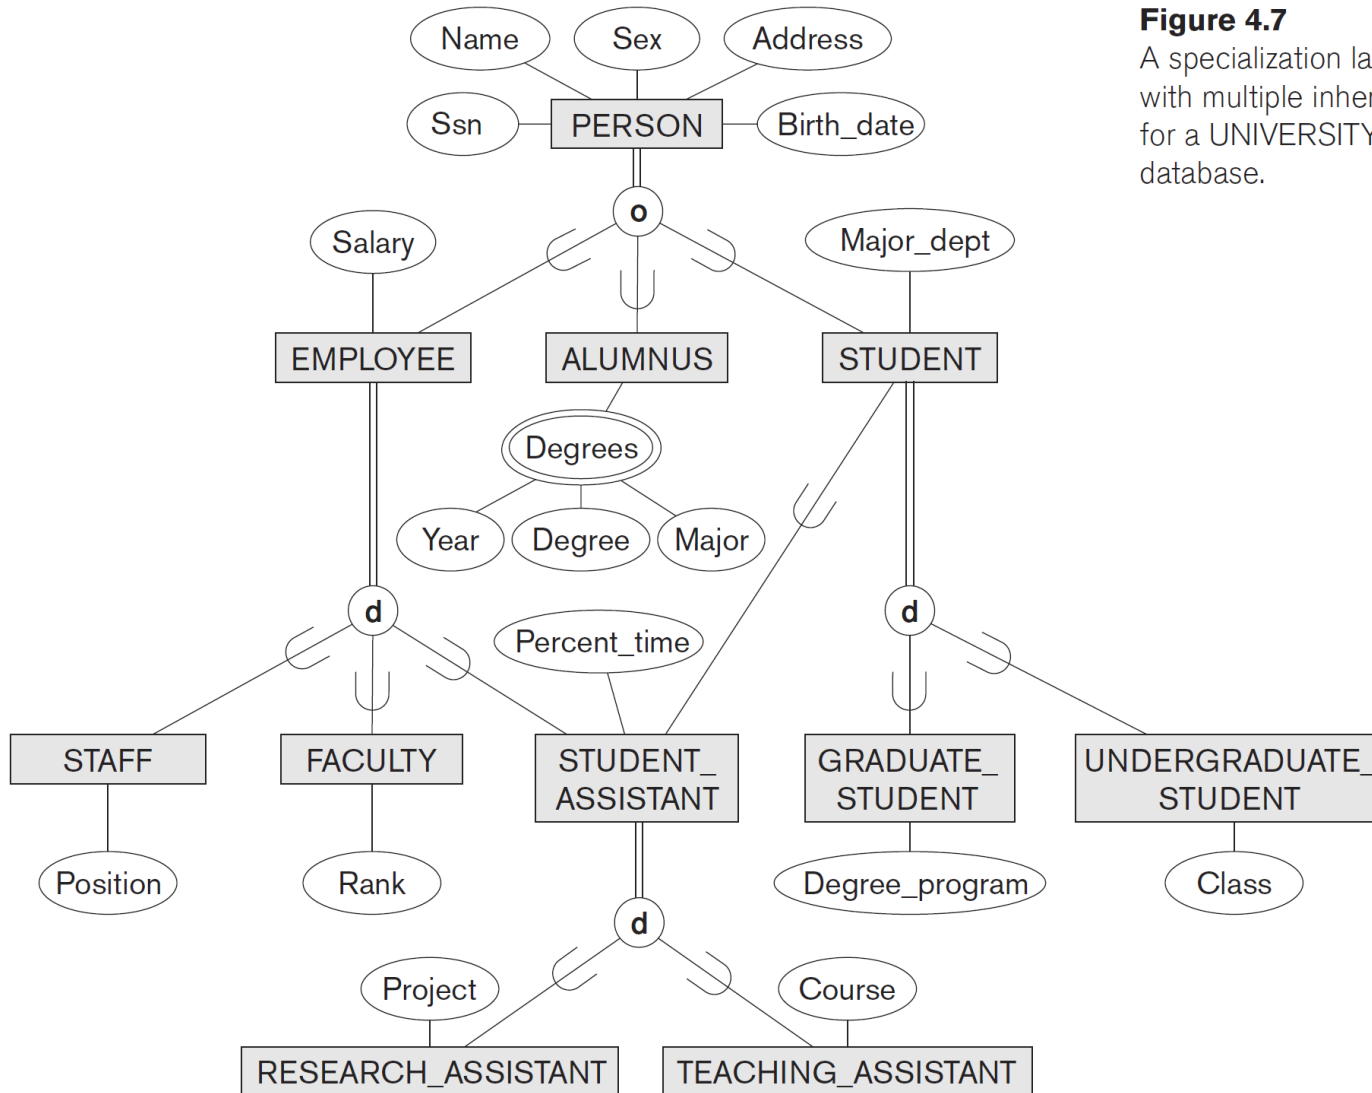 Figure 4.7
A specialization la
with multiple inher
for a UNIVERSITY
database.
Name
Sex
Address
Ssn
PERSON
Birth_date
o
Salary
Major_dept
EMPLOYEE
ALUMNUS
STUDENT
Degrees
Year
Degree
Major
d
d
Percent_time
STAFF
FACULTY
STUDENT_
ASSISTANT
GRADUATE_
STUDENT
UNDERGRADUATE_
STUDENT
Position
Rank
Degree_program
Class
d
Project
Course
RESEARCH_ASSISTANT
TEACHING_ASSISTANT